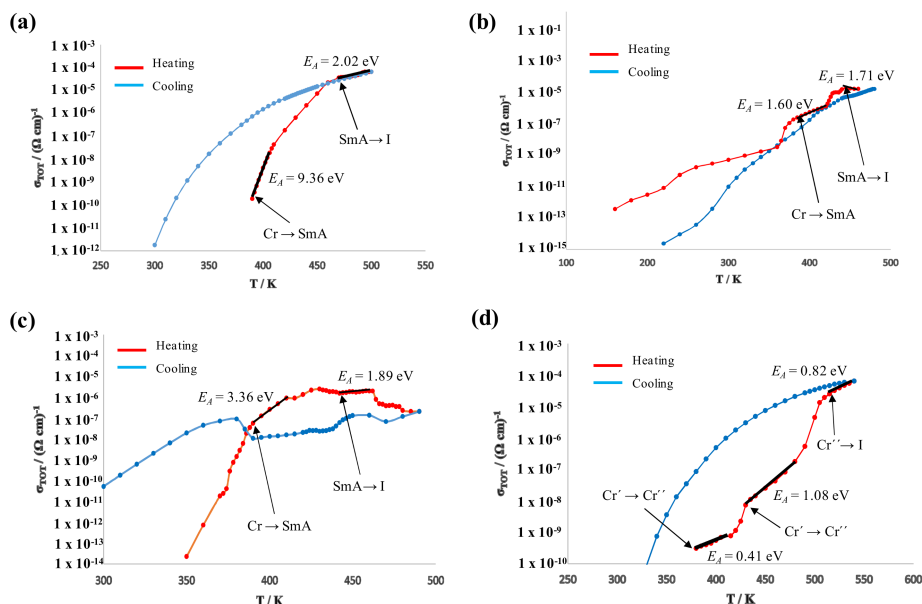 (a)
1 x 10⁻³
1 x 10⁻⁴
1 x 10⁻⁵
1 x 10⁻⁶
1 x 10⁻⁷
1 x 10⁻⁸
1 x 10⁻⁹
1 x 10⁻¹⁰
1 x 10⁻¹¹
1 x 10⁻¹²
σTOT / (Ω cm)⁻¹
Heating
Cooling
EA = 2.02 eV
SmA→I
EA = 9.36 eV
Cr → SmA
250 300 350 400 450 500 550
T / K
(b)
1 x 10⁻¹
1 x 10⁻³
1 x 10⁻⁵
1 x 10⁻⁷
1 x 10⁻⁹
1 x 10⁻¹¹
1 x 10⁻¹³
1 x 10⁻¹⁵
σTOT / (Ω cm)⁻¹
Heating
Cooling
EA = 1.71 eV
EA = 1.60 eV
SmA→I
Cr → SmA
100 200 300 400 500
T / K
(c)
1 x 10⁻³
1 x 10⁻⁴
1 x 10⁻⁵
1 x 10⁻⁶
1 x 10⁻⁷
1 x 10⁻⁸
1 x 10⁻⁹
1 x 10⁻¹⁰
1 x 10⁻¹¹
1 x 10⁻¹²
1 x 10⁻¹³
1 x 10⁻¹⁴
σTOT / (Ω cm)⁻¹
Heating
Cooling
EA = 1.89 eV
EA = 3.36 eV
SmA→I
Cr→SmA
300 350 400 450 500
T / K
(d)
1 x 10⁻³
1 x 10⁻⁴
1 x 10⁻⁵
1 x 10⁻⁶
1 x 10⁻⁷
1 x 10⁻⁸
1 x 10⁻⁹
1 x 10⁻¹⁰
σTOT / (Ω cm)⁻¹
Heating
Cooling
EA = 0.82 eV
Cr´´→ I
Cr´ → Cr´´
EA = 1.08 eV
Cr´ → Cr´´
EA = 0.41 eV
250 300 350 400 450 500 550 600
T / K